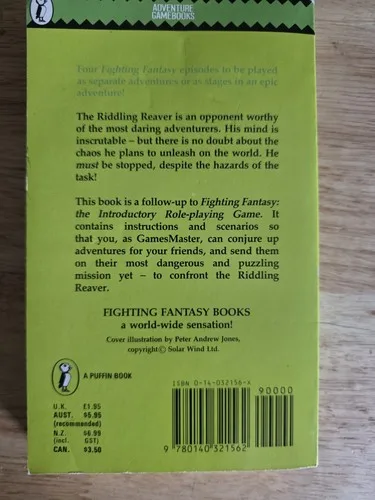 ADVENTURE
GAMEBOOKS
Four Fighting Fantasy episodes to be played
as separate adventures or as stages in an epic
adventure!
The Riddling Reaver is an opponent worthy
of the most daring adventurers. His mind is
inscrutable – but there is no doubt about the
chaos he plans to unleash on the world. He
must be stopped, despite the hazards of the
task!
This book is a follow-up to Fighting Fantasy:
the Introductory Role-playing Game. It
contains instructions and scenarios so
that you, as GamesMaster, can conjure up
adventures for your friends, and send them
on their most dangerous and puzzling
mission yet – to confront the Riddling
Reaver.
FIGHTING FANTASY BOOKS
a world-wide sensation!
Cover illustration by Peter Andrew Jones,
copyright© Solar Wind Ltd.
A PUFFIN BOOK
U.K. £1.95
AUST. $5.95
(recommended)
N.Z. $6.99
(incl. GST)
CAN. $3.50
ISBN 0-14-032156-X
90000
9 780140 321562